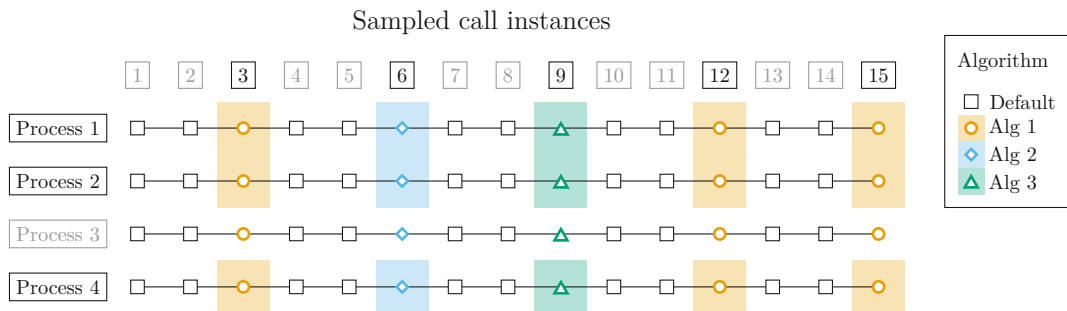 Sampled call instances
1 2 3 4 5 6 7 8 9 10 11 12 13 14 15
Process 1
Process 2
Process 3
Process 4
Algorithm
Default
Alg 1
Alg 2
Alg 3